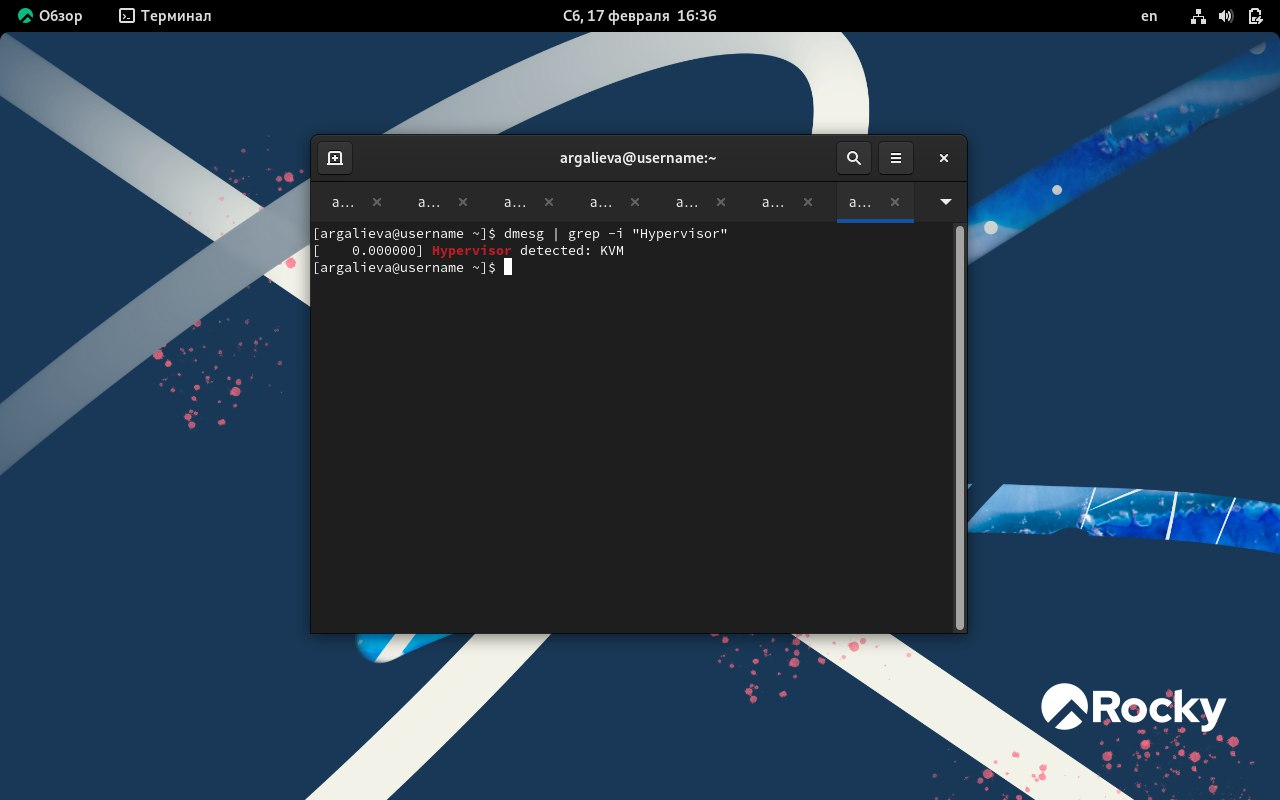 Обзор Терминал Сб, 17 февраля 16:36 en
argalieva@username:~
a... a... a... a... a... a... a...
[argalieva@username ~]$ dmesg | grep -i "Hypervisor"
[    0.000000] Hypervisor detected: KVM
[argalieva@username ~]$
Rocky